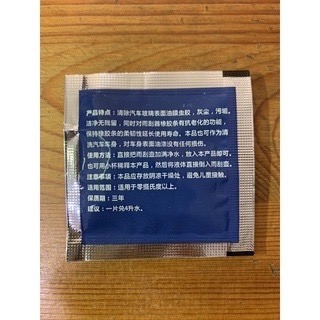 产品特点：清除汽车玻璃表面油膜虫胶，灰尘，污垢。
洁净无残留，同时对雨刮器橡胶条有抗老化的功能，
保持橡胶条的柔韧性延长使用寿命。本品也可作为清
洗汽车车身，对车身表面油漆没有任何损伤。
使用方法：直接把雨刮壶加满净水，放入本产品即可。
也可用小杯稀释本产品，然后将液体直接倒入雨刮壶。
注意事项：本品应存放阴凉干燥处，避免儿童接触。
适用范围：适用于零摄氏度以上。
保质期：三年
建议：一片兑4升水。